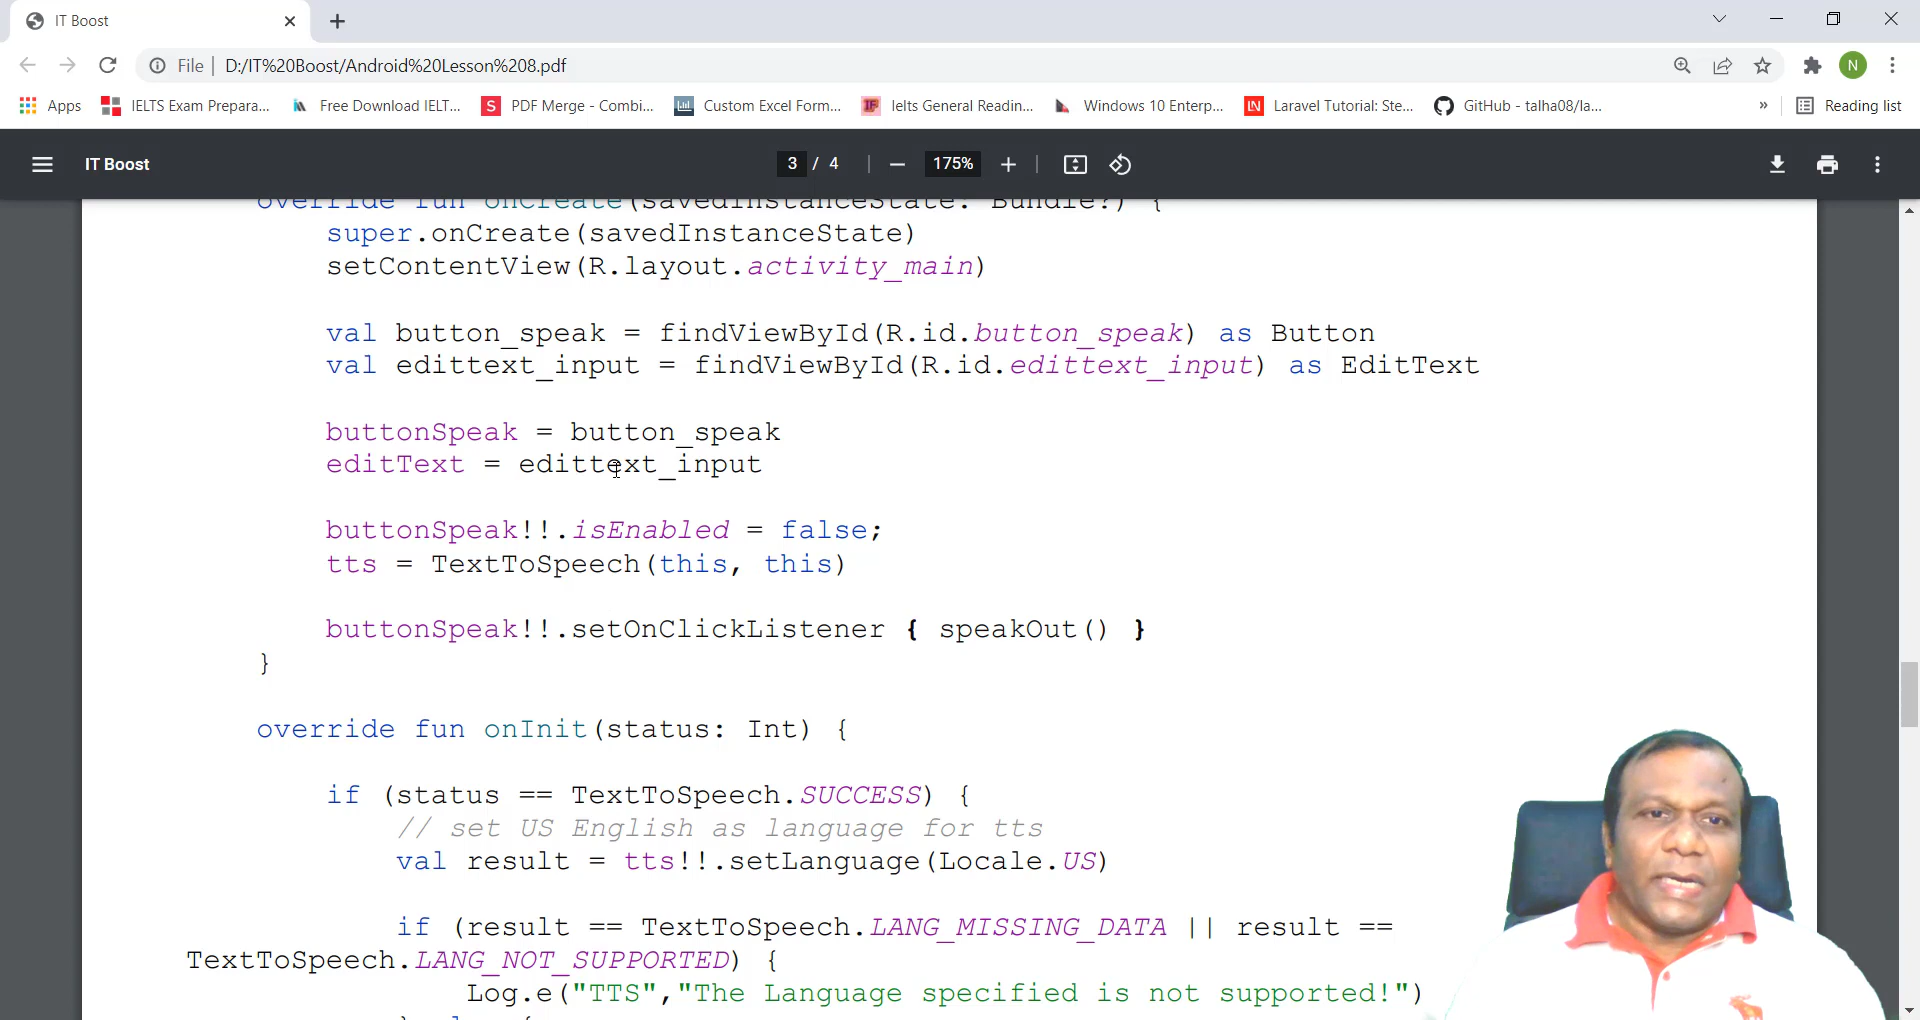 IT Boost
File | D:/IT%20Boost/Android%20Lesson%208.pdf
N
Apps IELTS Exam Prepara... Free Download IELT... PDF Merge - Combi... Custom Excel Form... Ielts General Readin... Windows 10 Enterp... Laravel Tutorial: Ste... GitHub - talha08/la... » Reading list
IT Boost 3 / 4 175%
override fun onCreate(savedInstanceState: Bundle?) {
super.onCreate(savedInstanceState)
setContentView(R.layout.activity_main)
val button_speak = findViewById(R.id.button_speak) as Button
val edittext_input = findViewById(R.id.edittext_input) as EditText
buttonSpeak = button_speak
editText = edittext_input
buttonSpeak!!.isEnabled = false;
tts = TextToSpeech(this, this)
buttonSpeak!!.setOnClickListener { speakOut() }
}
override fun onInit(status: Int) {
if (status == TextToSpeech.SUCCESS) {
// set US English as language for tts
val result = tts!!.setLanguage(Locale.US)
if (result == TextToSpeech.LANG_MISSING_DATA || result ==
TextToSpeech.LANG_NOT_SUPPORTED) {
Log.e("TTS","The Language specified is not supported!")